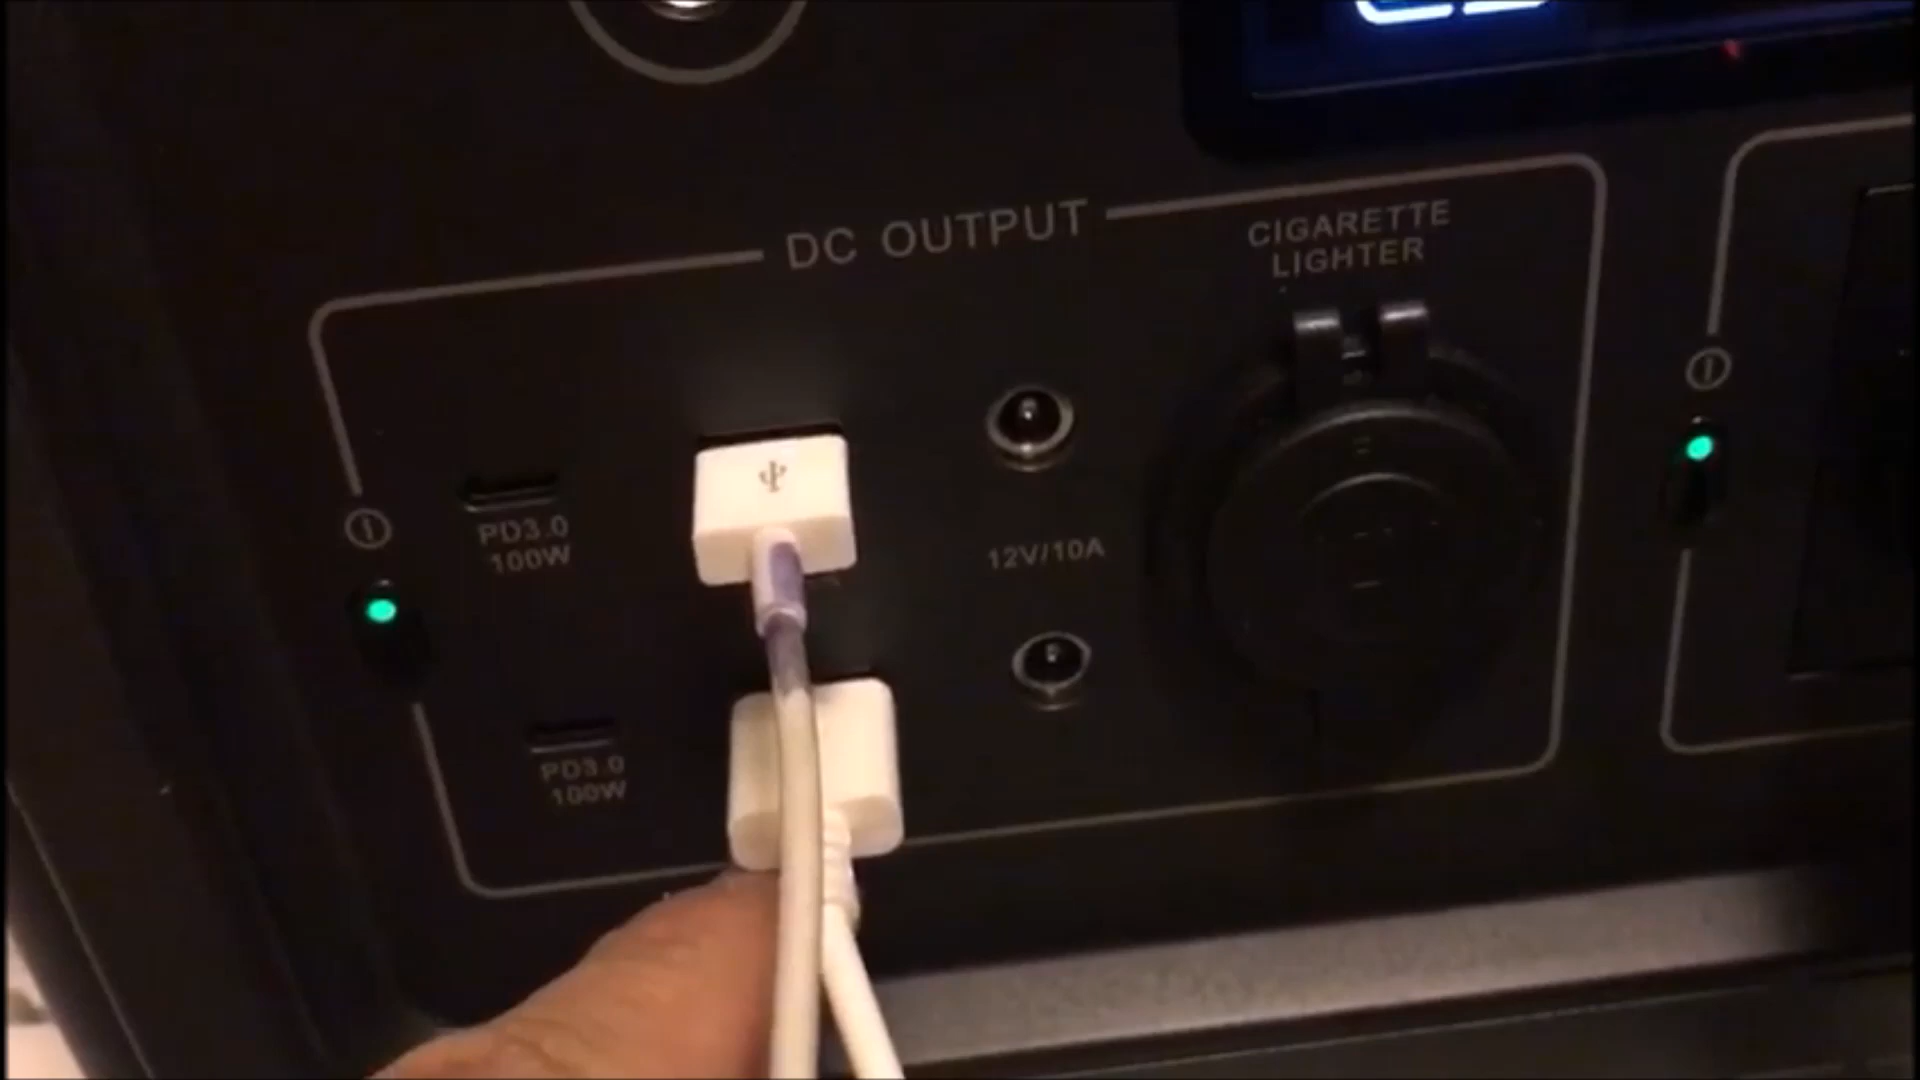 DC OUTPUT
CIGARETTE
LIGHTER
PD3.0
100W
12V/10A
PD3.0
100W